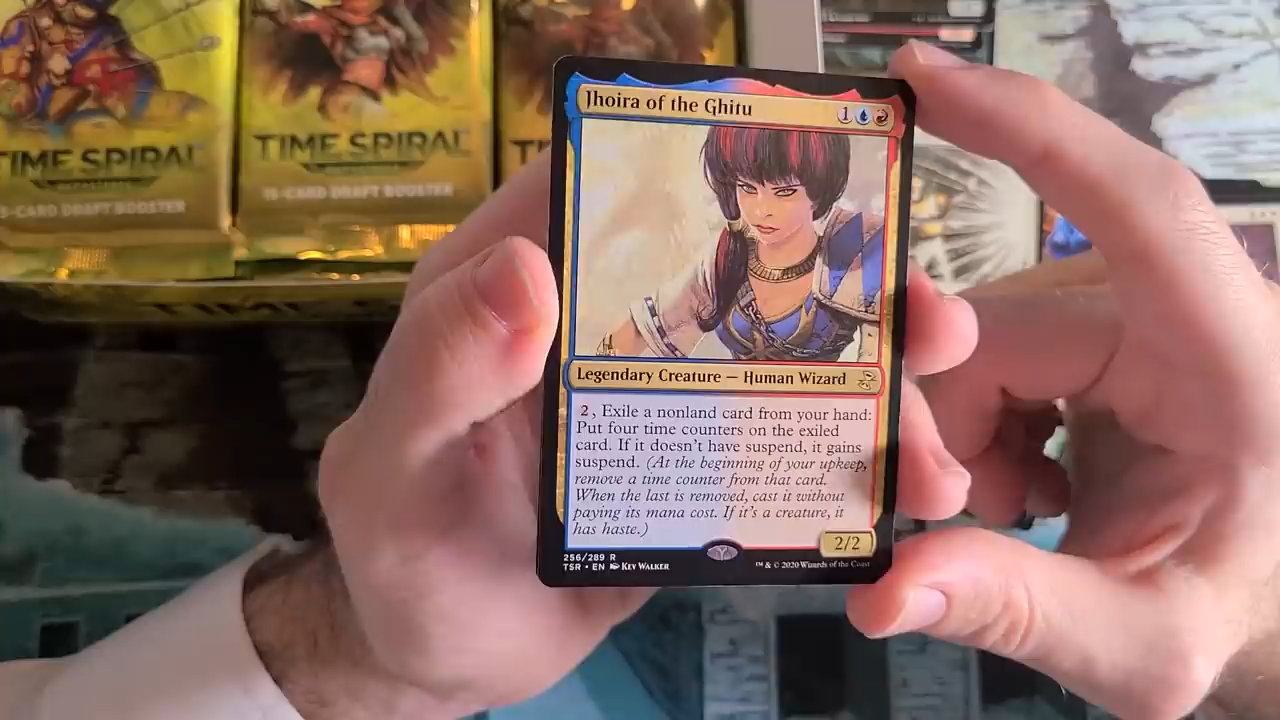 TIME SPIRAL
15-CARD DRAFT BOOSTER
TIME SPIRAL
15-CARD DRAFT BOOSTER
Jhoira of the Ghitu 1
Legendary Creature — Human Wizard
2, Exile a nonland card from your hand:
Put four time counters on the exiled
card. If it doesn't have suspend, it gains
suspend. (At the beginning of your upkeep,
remove a time counter from that card.
When the last is removed, cast it without
paying its mana cost. If it's a creature, it
has haste.)
2/2
256/289 R
TSR • EN Kev Walker
™ & © 2020 Wizards of the Coast